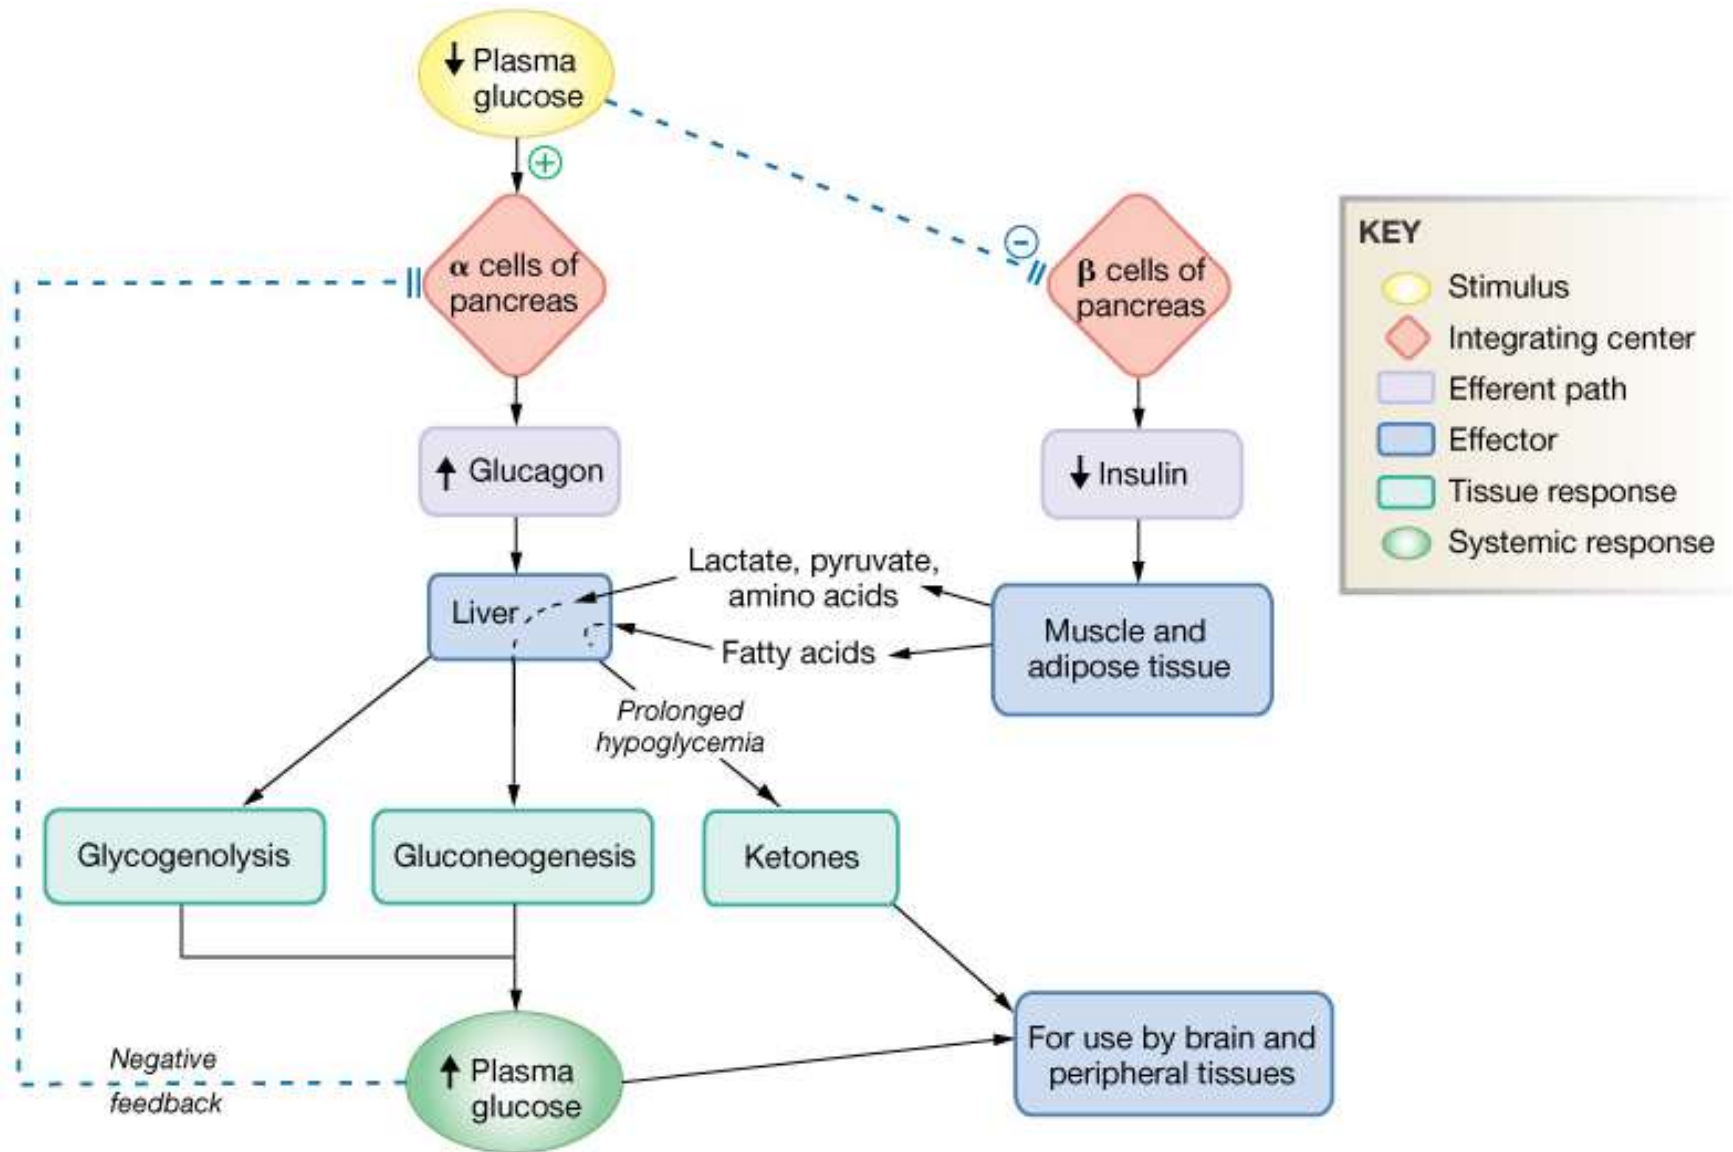 ↓ Plasma
glucose
+
−
α cells of
pancreas
β cells of
pancreas
↑ Glucagon
↓ Insulin
Lactate, pyruvate,
amino acids
Liver
Fatty acids
Muscle and
adipose tissue
Prolonged
hypoglycemia
Glycogenolysis
Gluconeogenesis
Ketones
Negative
feedback
↑ Plasma
glucose
For use by brain and
peripheral tissues
KEY
Stimulus
Integrating center
Efferent path
Effector
Tissue response
Systemic response